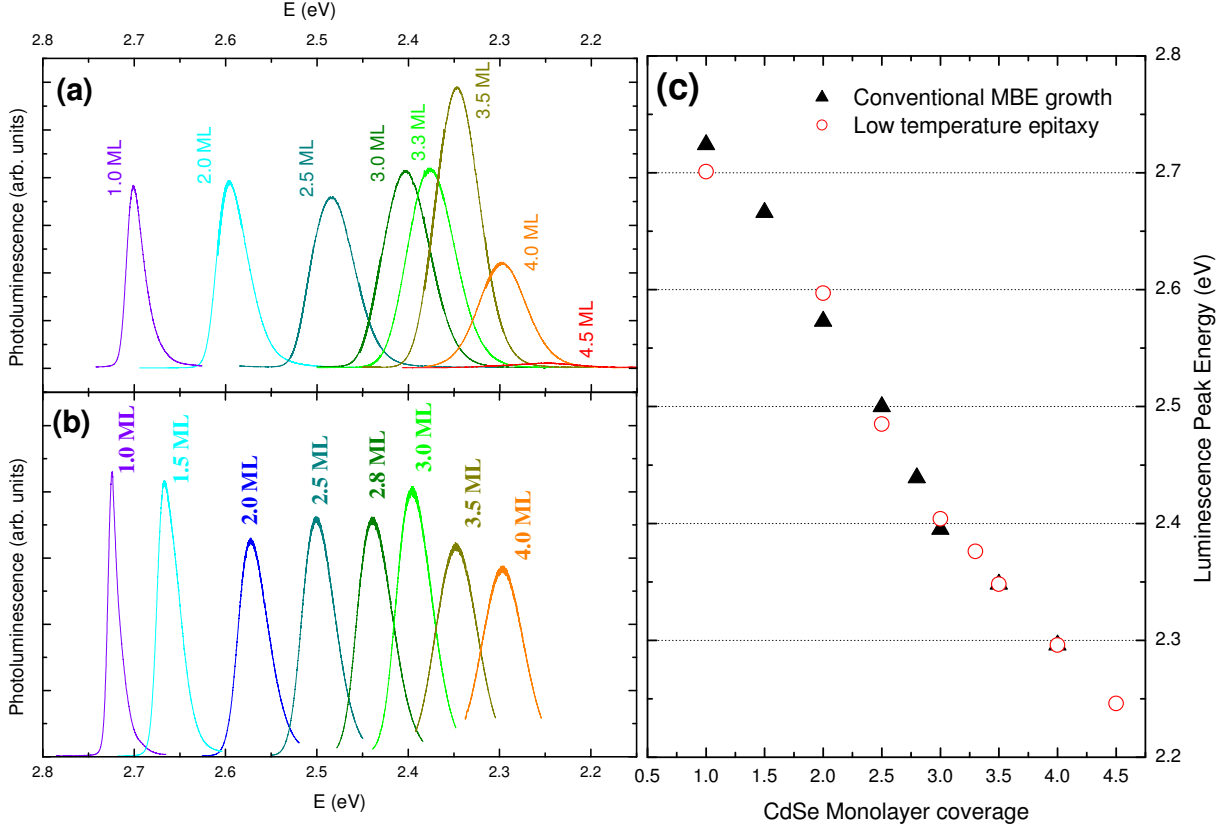 E (eV)
2.8 2.7 2.6 2.5 2.4 2.3 2.2
(a)
Photoluminescence (arb. units)
1.0 ML
2.0 ML
2.5 ML
3.0 ML
3.3 ML
3.5 ML
4.0 ML
4.5 ML
(b)
Photoluminescence (arb. units)
1.0 ML
1.5 ML
2.0 ML
2.5 ML
2.8 ML
3.0 ML
3.5 ML
4.0 ML
2.8 2.7 2.6 2.5 2.4 2.3 2.2
E (eV)
(c)
Conventional MBE growth
Low temperature epitaxy
2.8
2.7
2.6
2.5
2.4
2.3
2.2
Luminescence Peak Energy (eV)
0.5 1.0 1.5 2.0 2.5 3.0 3.5 4.0 4.5
CdSe Monolayer coverage